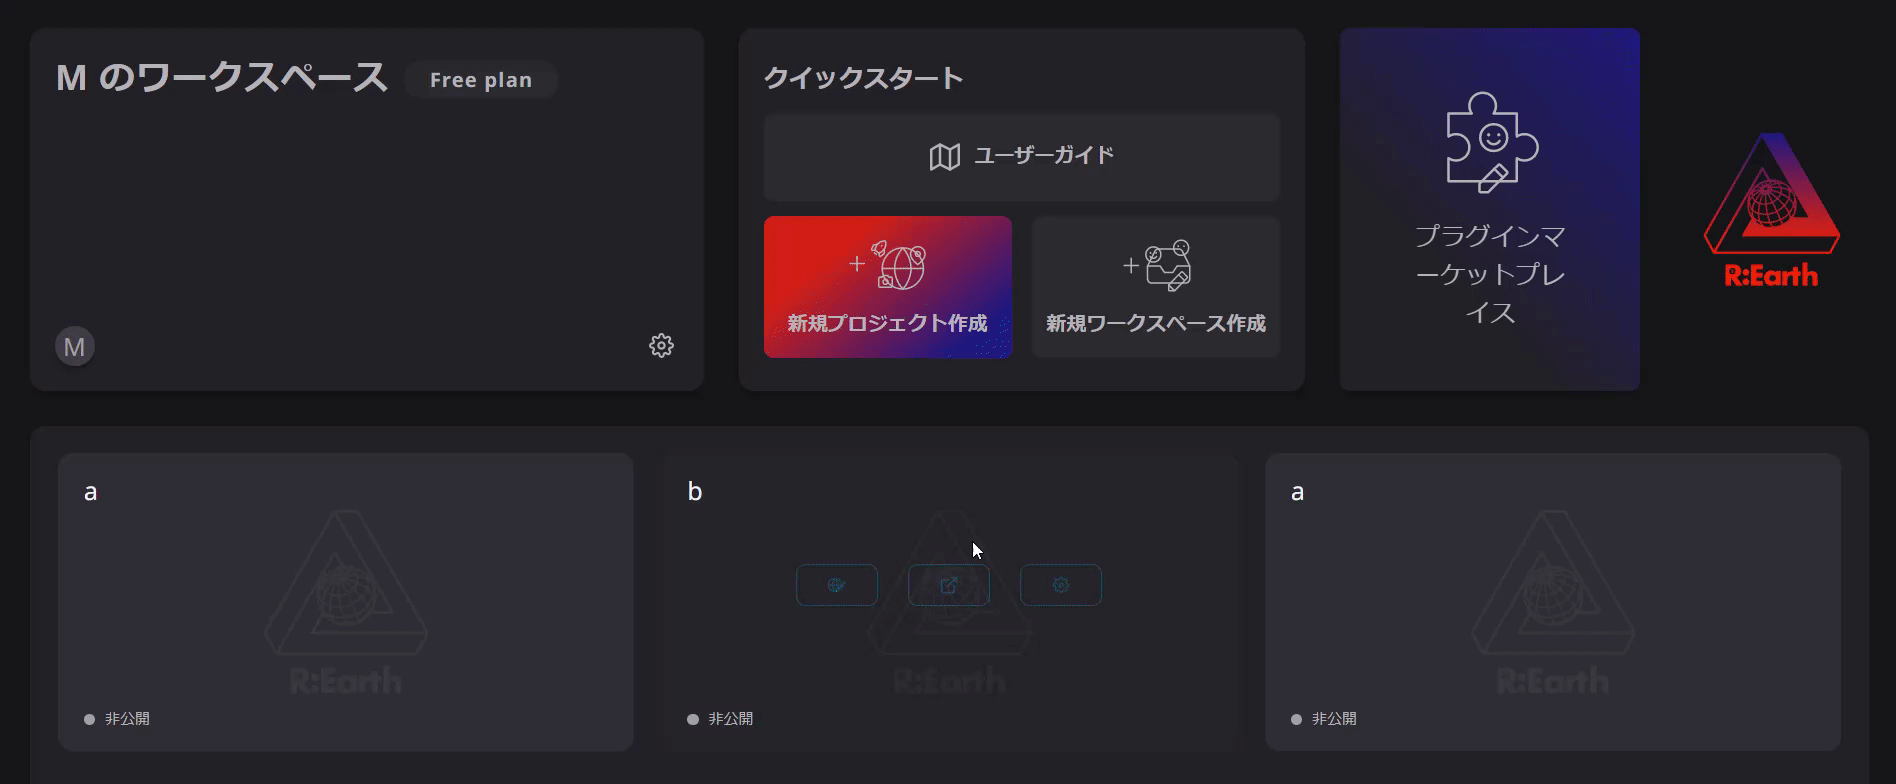 M のワークスペース Free plan
M
クイックスタート
ユーザーガイド
新規プロジェクト作成
新規ワークスペース作成
プラグインマ
ーケットプレ
イス
R:Earth
a
R:Earth
非公開
b
R:Earth
非公開
a
R:Earth
非公開